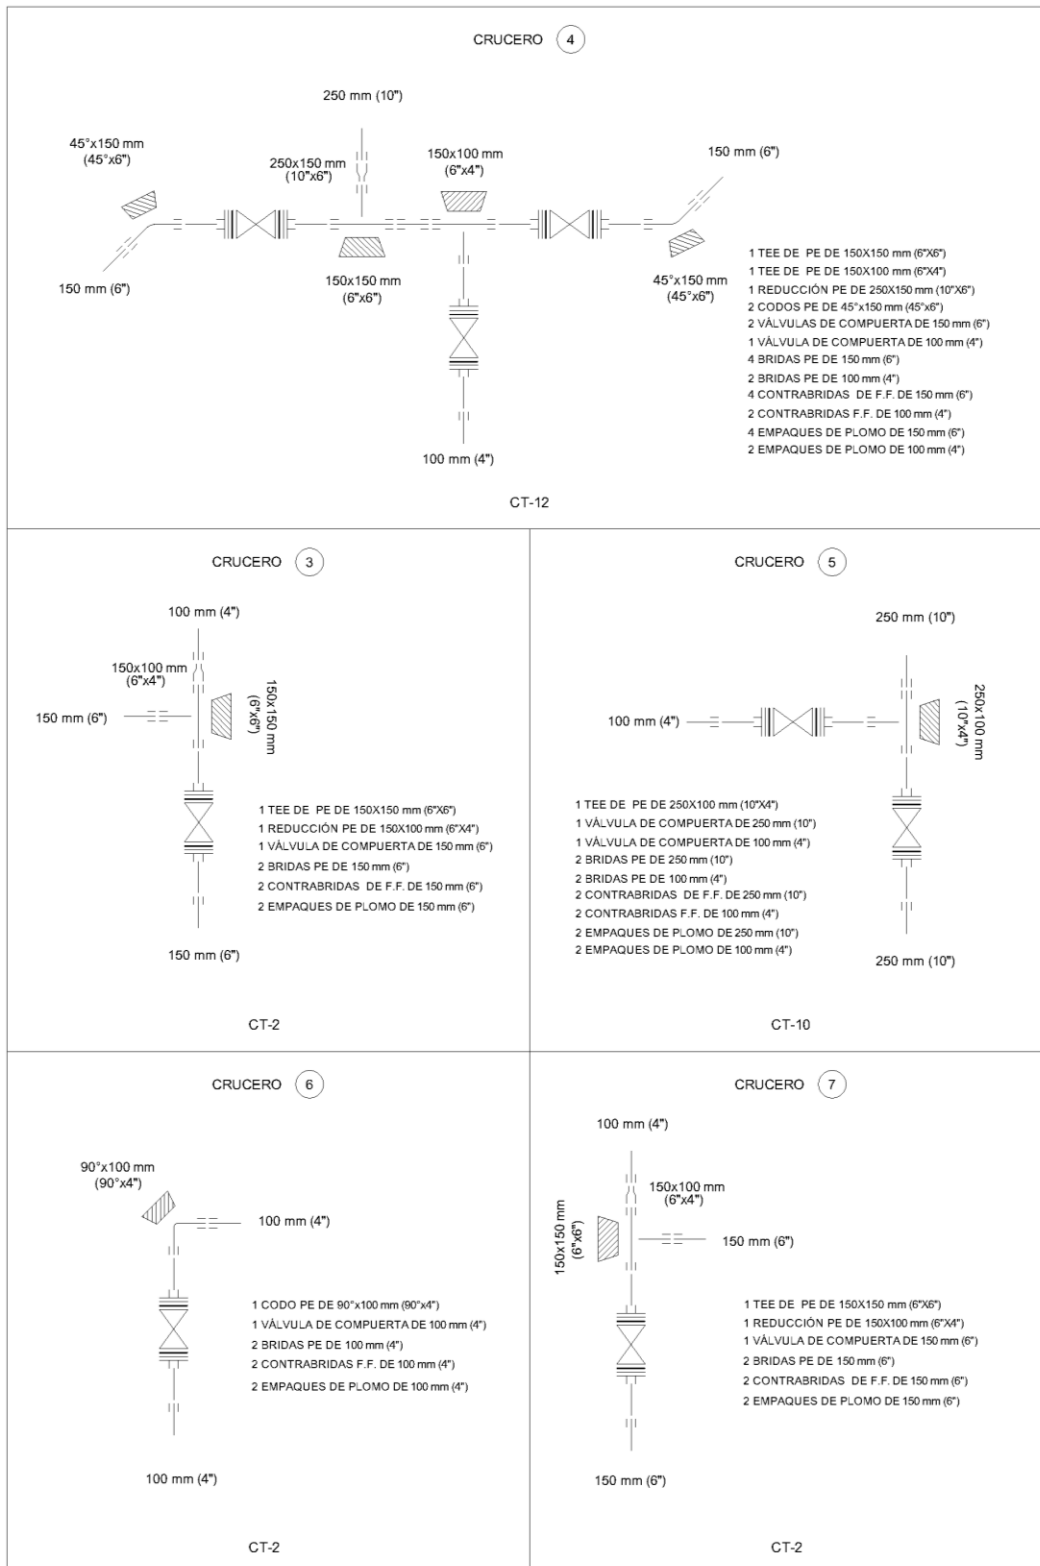 CRUCERO 4
250 mm (10")
45°x150 mm
(45°x6")
250x150 mm
(10"x6")
150x100 mm
(6"x4")
150 mm (6")
150 mm (6")
150x150 mm
(6"x6")
45°x150 mm
(45°x6")
100 mm (4")
1 TEE DE PE DE 150X150 mm (6"X6")
1 TEE DE PE DE 150X100 mm (6"X4")
1 REDUCCIÓN PE DE 250X150 mm (10"X6")
2 CODOS PE DE 45°x150 mm (45°x6")
2 VÁLVULAS DE COMPUERTA DE 150 mm (6")
1 VÁLVULA DE COMPUERTA DE 100 mm (4")
4 BRIDAS PE DE 150 mm (6")
2 BRIDAS PE DE 100 mm (4")
4 CONTRABRIDAS DE F.F. DE 150 mm (6")
2 CONTRABRIDAS F.F. DE 100 mm (4")
4 EMPAQUES DE PLOMO DE 150 mm (6")
2 EMPAQUES DE PLOMO DE 100 mm (4")
CT-12
CRUCERO 3
100 mm (4")
150x100 mm
(6"x4")
150x150 mm
(6"x6")
150 mm (6")
1 TEE DE PE DE 150X150 mm (6"X6")
1 REDUCCIÓN PE DE 150X100 mm (6"X4")
1 VÁLVULA DE COMPUERTA DE 150 mm (6")
2 BRIDAS PE DE 150 mm (6")
2 CONTRABRIDAS DE F.F. DE 150 mm (6")
2 EMPAQUES DE PLOMO DE 150 mm (6")
150 mm (6")
CT-2
CRUCERO 5
250 mm (10")
100 mm (4")
250x100 mm
(10"x4")
1 TEE DE PE DE 250X100 mm (10"X4")
1 VÁLVULA DE COMPUERTA DE 250 mm (10")
1 VÁLVULA DE COMPUERTA DE 100 mm (4")
2 BRIDAS PE DE 250 mm (10")
2 BRIDAS PE DE 100 mm (4")
2 CONTRABRIDAS DE F.F. DE 250 mm (10")
2 CONTRABRIDAS F.F. DE 100 mm (4")
2 EMPAQUES DE PLOMO DE 250 mm (10")
2 EMPAQUES DE PLOMO DE 100 mm (4")
250 mm (10")
CT-10
CRUCERO 6
90°x100 mm
(90°x4")
100 mm (4")
1 CODO PE DE 90°x100 mm (90°x4")
1 VÁLVULA DE COMPUERTA DE 100 mm (4")
2 BRIDAS PE DE 100 mm (4")
2 CONTRABRIDAS F.F. DE 100 mm (4")
2 EMPAQUES DE PLOMO DE 100 mm (4")
100 mm (4")
CT-2
CRUCERO 7
100 mm (4")
150x100 mm
(6"x4")
150x150 mm
(6"x6")
150 mm (6")
1 TEE DE PE DE 150X150 mm (6"X6")
1 REDUCCIÓN PE DE 150X100 mm (6"X4")
1 VÁLVULA DE COMPUERTA DE 150 mm (6")
2 BRIDAS PE DE 150 mm (6")
2 CONTRABRIDAS DE F.F. DE 150 mm (6")
2 EMPAQUES DE PLOMO DE 150 mm (6")
150 mm (6")
CT-2